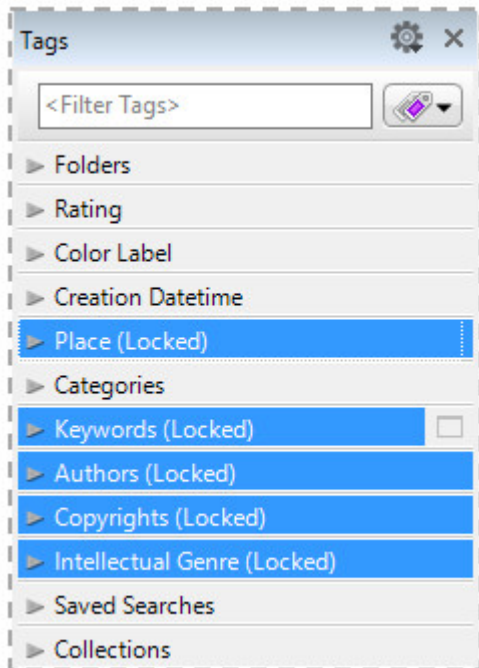 Tags
<Filter Tags>
Folders
Rating
Color Label
Creation Datetime
Place (Locked)
Categories
Keywords (Locked)
Authors (Locked)
Copyrights (Locked)
Intellectual Genre (Locked)
Saved Searches
Collections